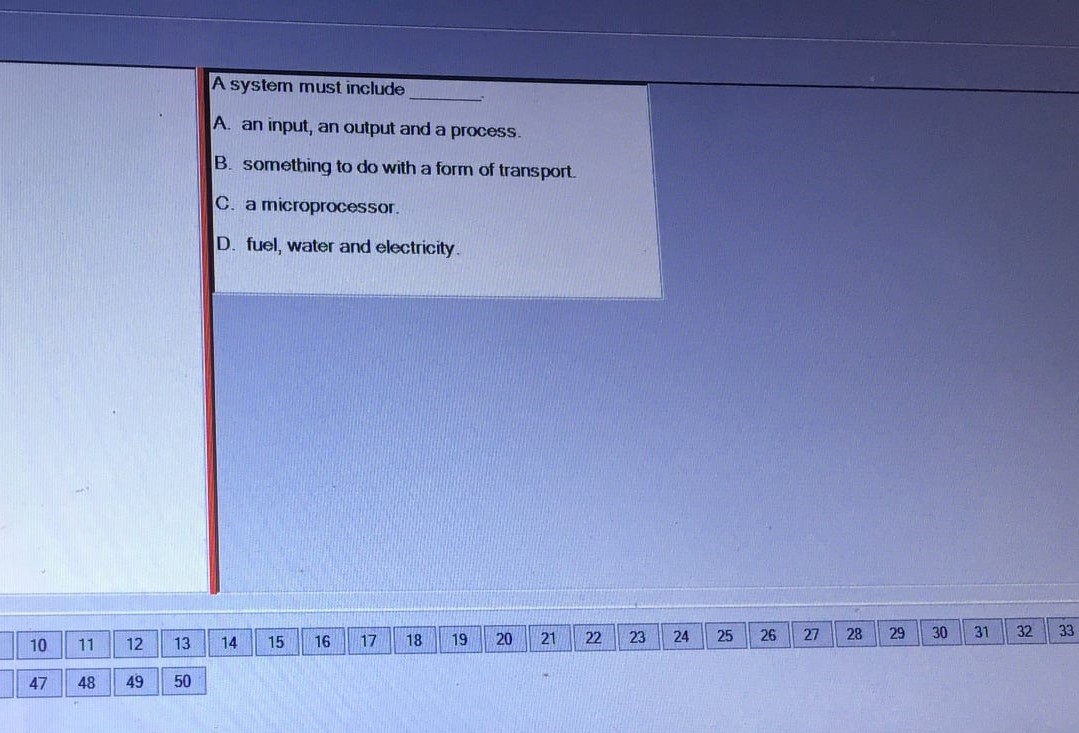 A system must include ______.
A. an input, an output and a process.
B. something to do with a form of transport.
C. a microprocessor.
D. fuel, water and electricity.
10 11 12 13 14 15 16 17 18 19 20 21 22 23 24 25 26 27 28 29 30 31 32 33
47 48 49 50